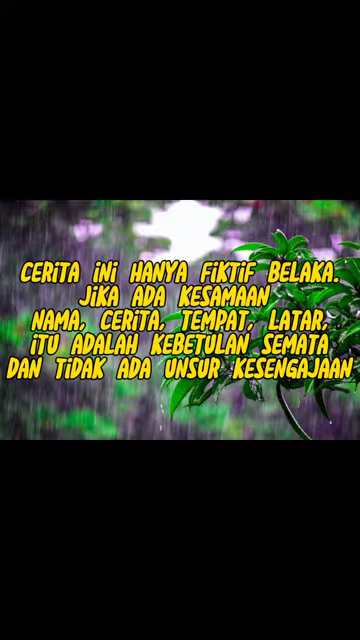 CERITA INI HANYA FIKTIF BELAKA.
JIKA ADA KESAMAAN
NAMA, CERITA, TEMPAT, LATAR,
ITU ADALAH KEBETULAN SEMATA
DAN TIDAK ADA UNSUR KESENGAJAAN